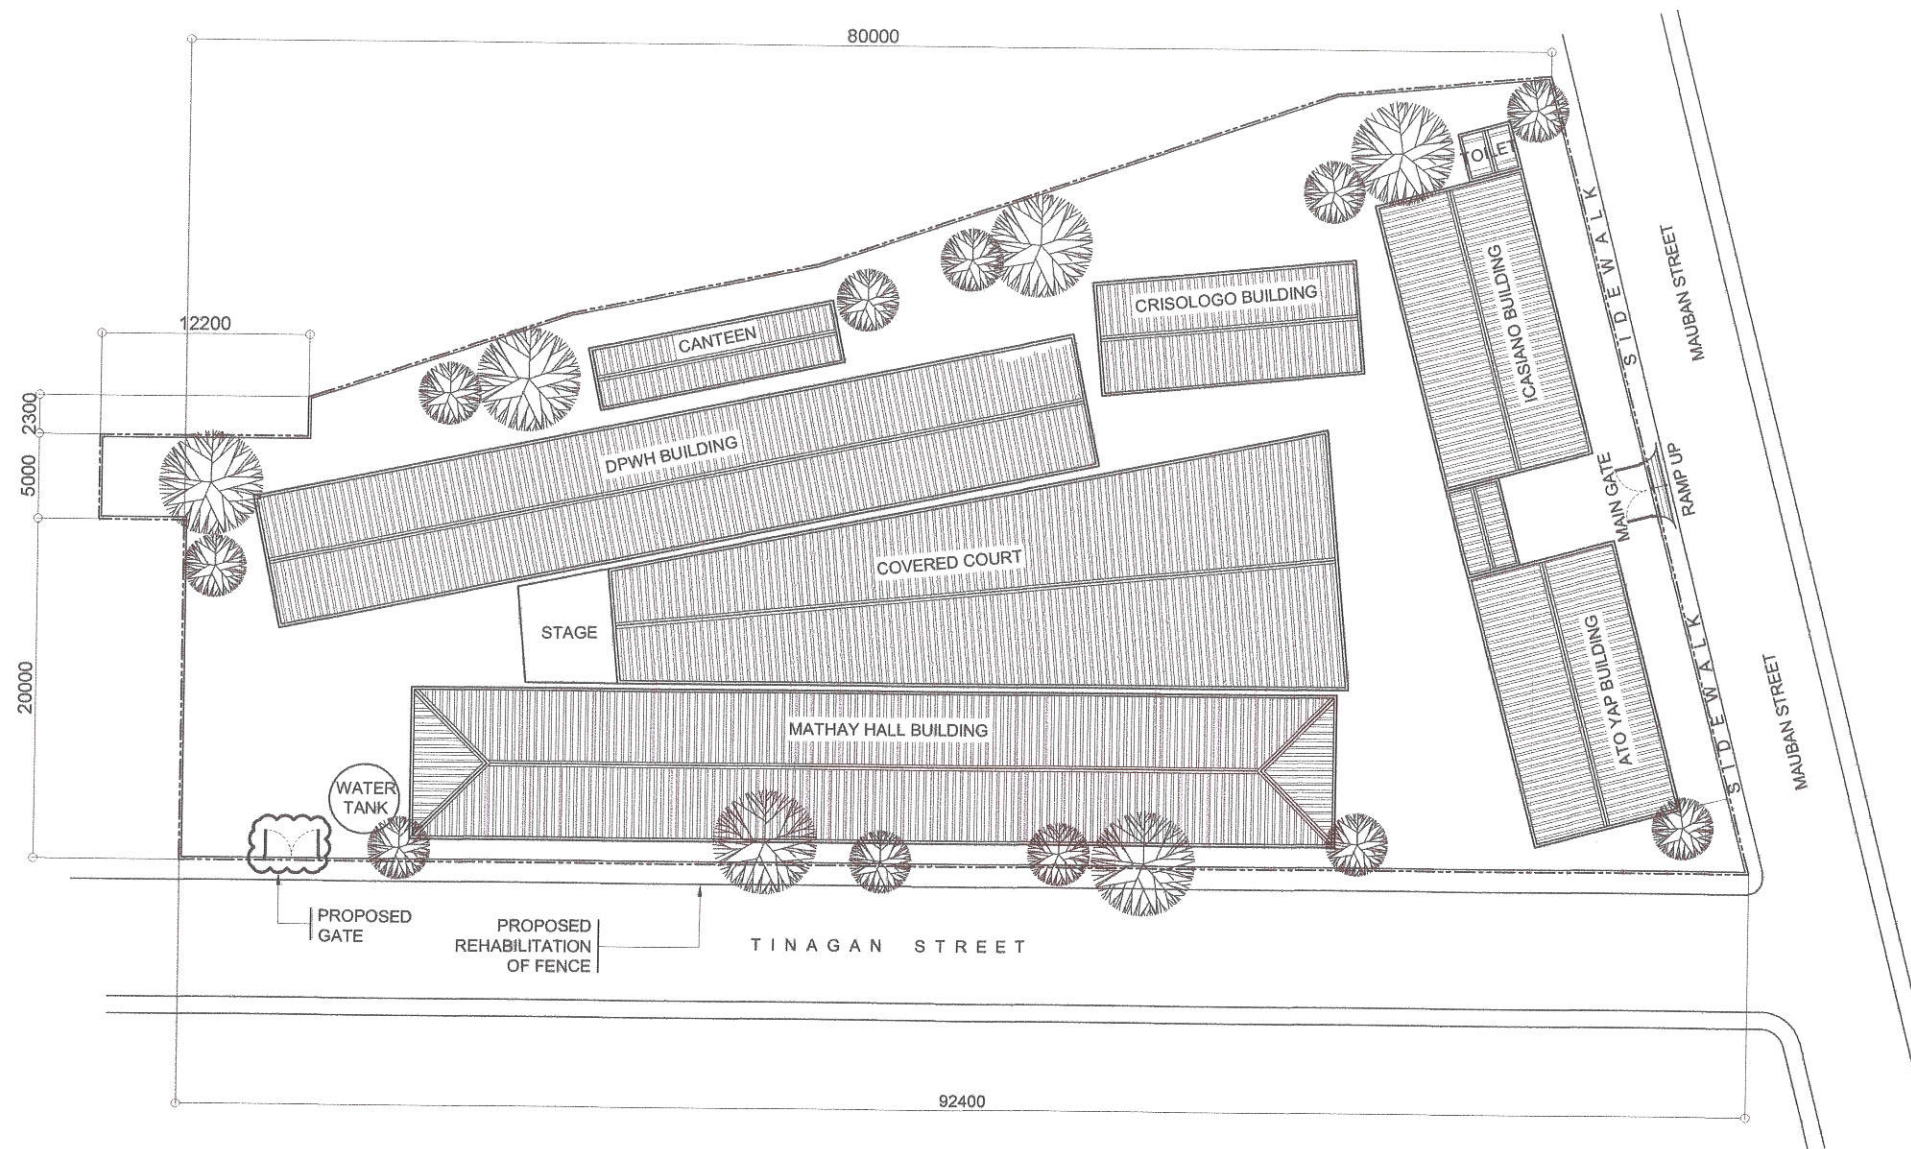 80000
TOILET
SIDEWALK
MAUBAN STREET
CRISOLOGO BUILDING
ICASIANO BUILDING
12200
CANTEEN
2300
DPWH BUILDING
5000
MAIN GATE
RAMP UP
COVERED COURT
STAGE
20000
ATO YAP BUILDING
SIDEWALK
MAUBAN STREET
MATHAY HALL BUILDING
WATER
TANK
PROPOSED
GATE
PROPOSED
REHABILITATION
OF FENCE
TINAGAN STREET
92400